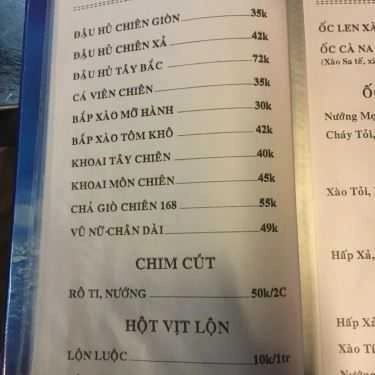 ĐẬU HỦ CHIÊN GIÒN 35k
ĐẬU HỦ CHIÊN XẢ 42k
ĐẬU HỦ TÂY BẮC 72k
CÁ VIÊN CHIÊN 35k
BẮP XÀO MỠ HÀNH 30k
BẮP XÀO TÔM KHÔ 42k
KHOAI TÂY CHIÊN 40k
KHOAI MÔN CHIÊN 45k
CHẢ GIÒ CHIÊN 168 55k
VŨ NỮ-CHÂN DÀI 49k
CHIM CÚT
RÔ TI, NƯỚNG 50k/2C
HỘT VỊT LỘN
LỘN LUỘC 10k/1tr
ỐC LEN XÀ
ỐC CÀ NA
(Xào Sa tế, xà
Nướng Mọ
Cháy Tỏi,
Xào Tỏi,
Hấp Xả,
Hấp Xả
Xào Tỏ
Nướng